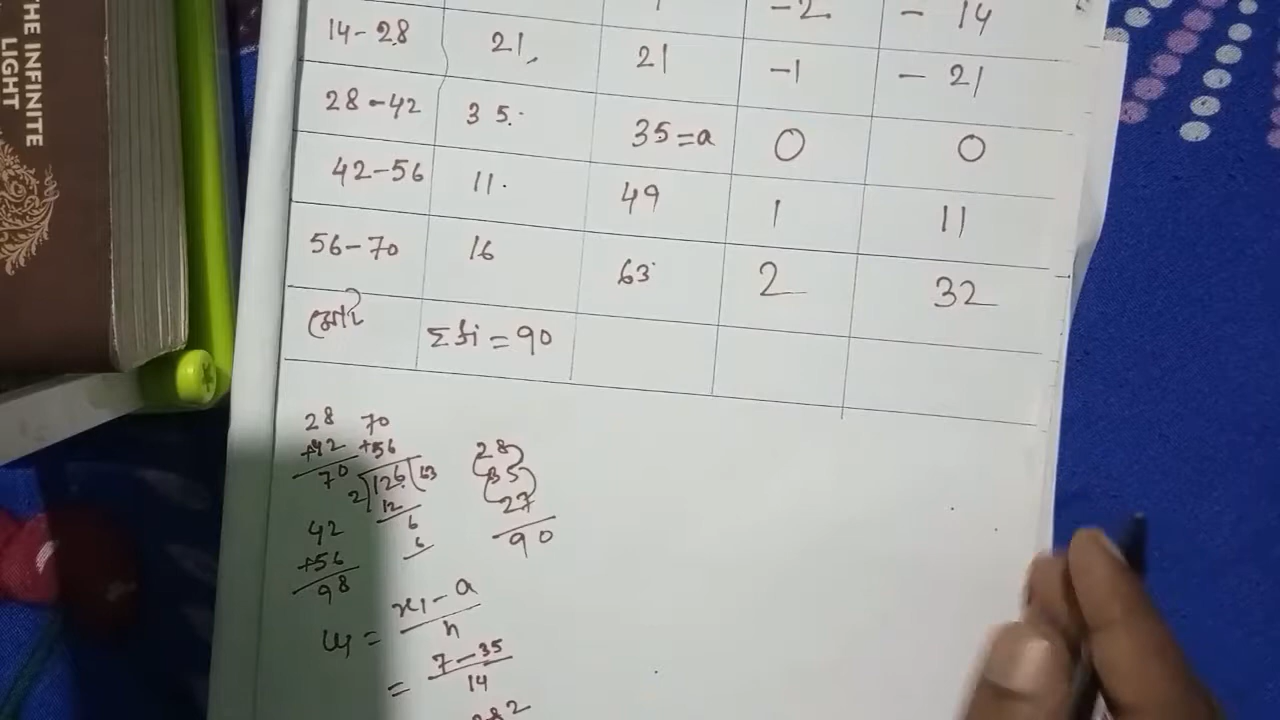 THE INFINITE
LIGHT
-2 - 14
14-28 21, 21 -1 - 21
28-42 35. 35=a 0 0
42-56 11. 49 1 11
56-70 16 63 2 32
মোট Σfi = 90
28 70
+42 +56
70 2)126(63
12
6
6
42
+56
98
28
35
27
90
u₁ = x₁ - a
h
= 7-35
14